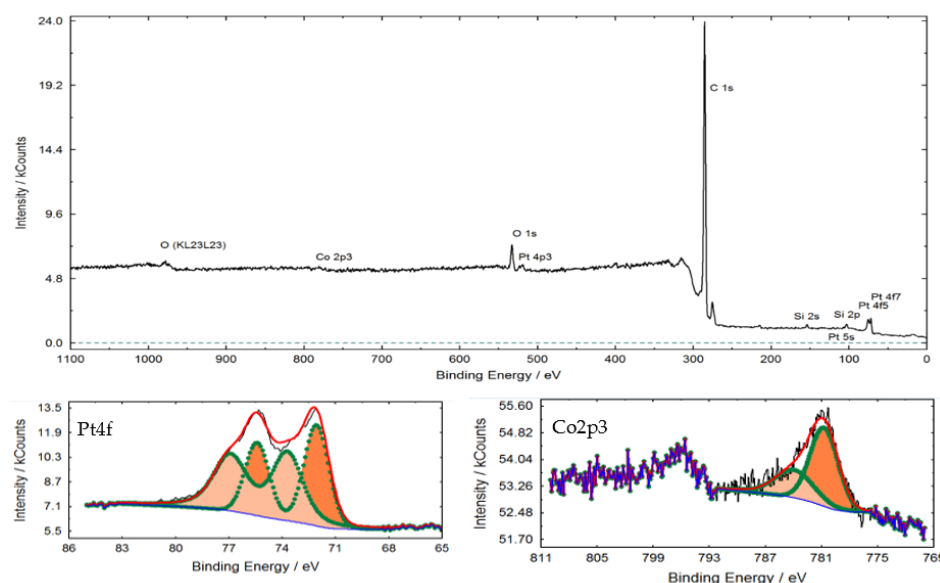 24.0
19.2
14.4
9.6
4.8
0.0
Intensity / kCounts
C 1s
O (KL23L23)
Co 2p3
O 1s
Pt 4p3
Si 2s
Si 2p
Pt 5s
Pt 4f7
Pt 4f5
1100 1000 900 800 700 600 500 400 300 200 100 0
Binding Energy / eV
Pt4f
13.5
11.9
10.3
8.7
7.1
5.5
Intensity / kCounts
86 83 80 77 74 71 68 65
Binding Energy / eV
Co2p3
55.60
54.82
54.04
53.26
52.48
51.70
Intensity / kCounts
811 805 799 793 787 781 775 769
Binding Energy / eV